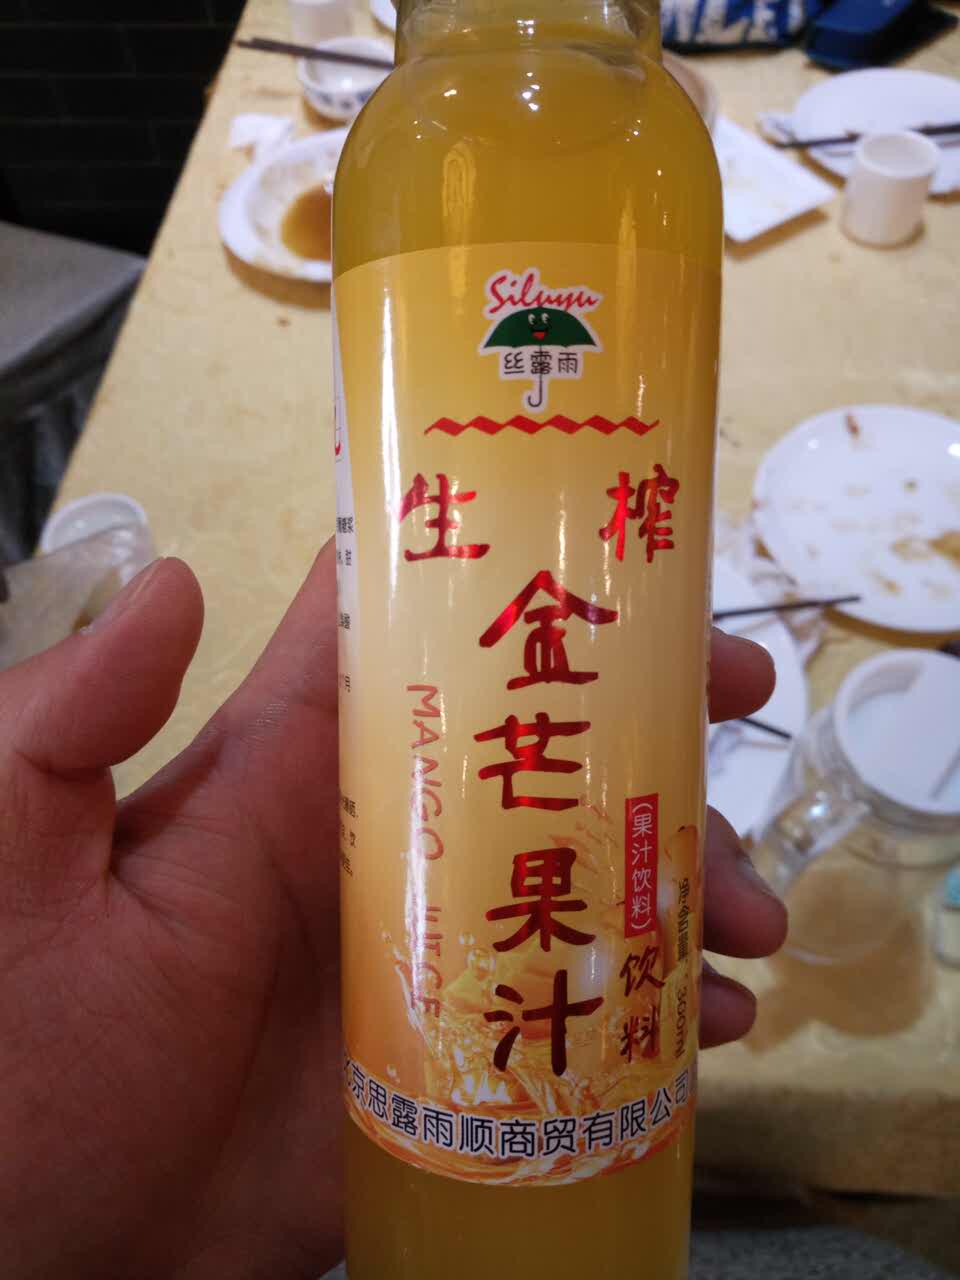 Siluyu
丝露雨
生榨
金芒果汁
MANGO JUICE
(果汁饮料)
饮料
净含量:300ml
北京思露雨顺商贸有限公司